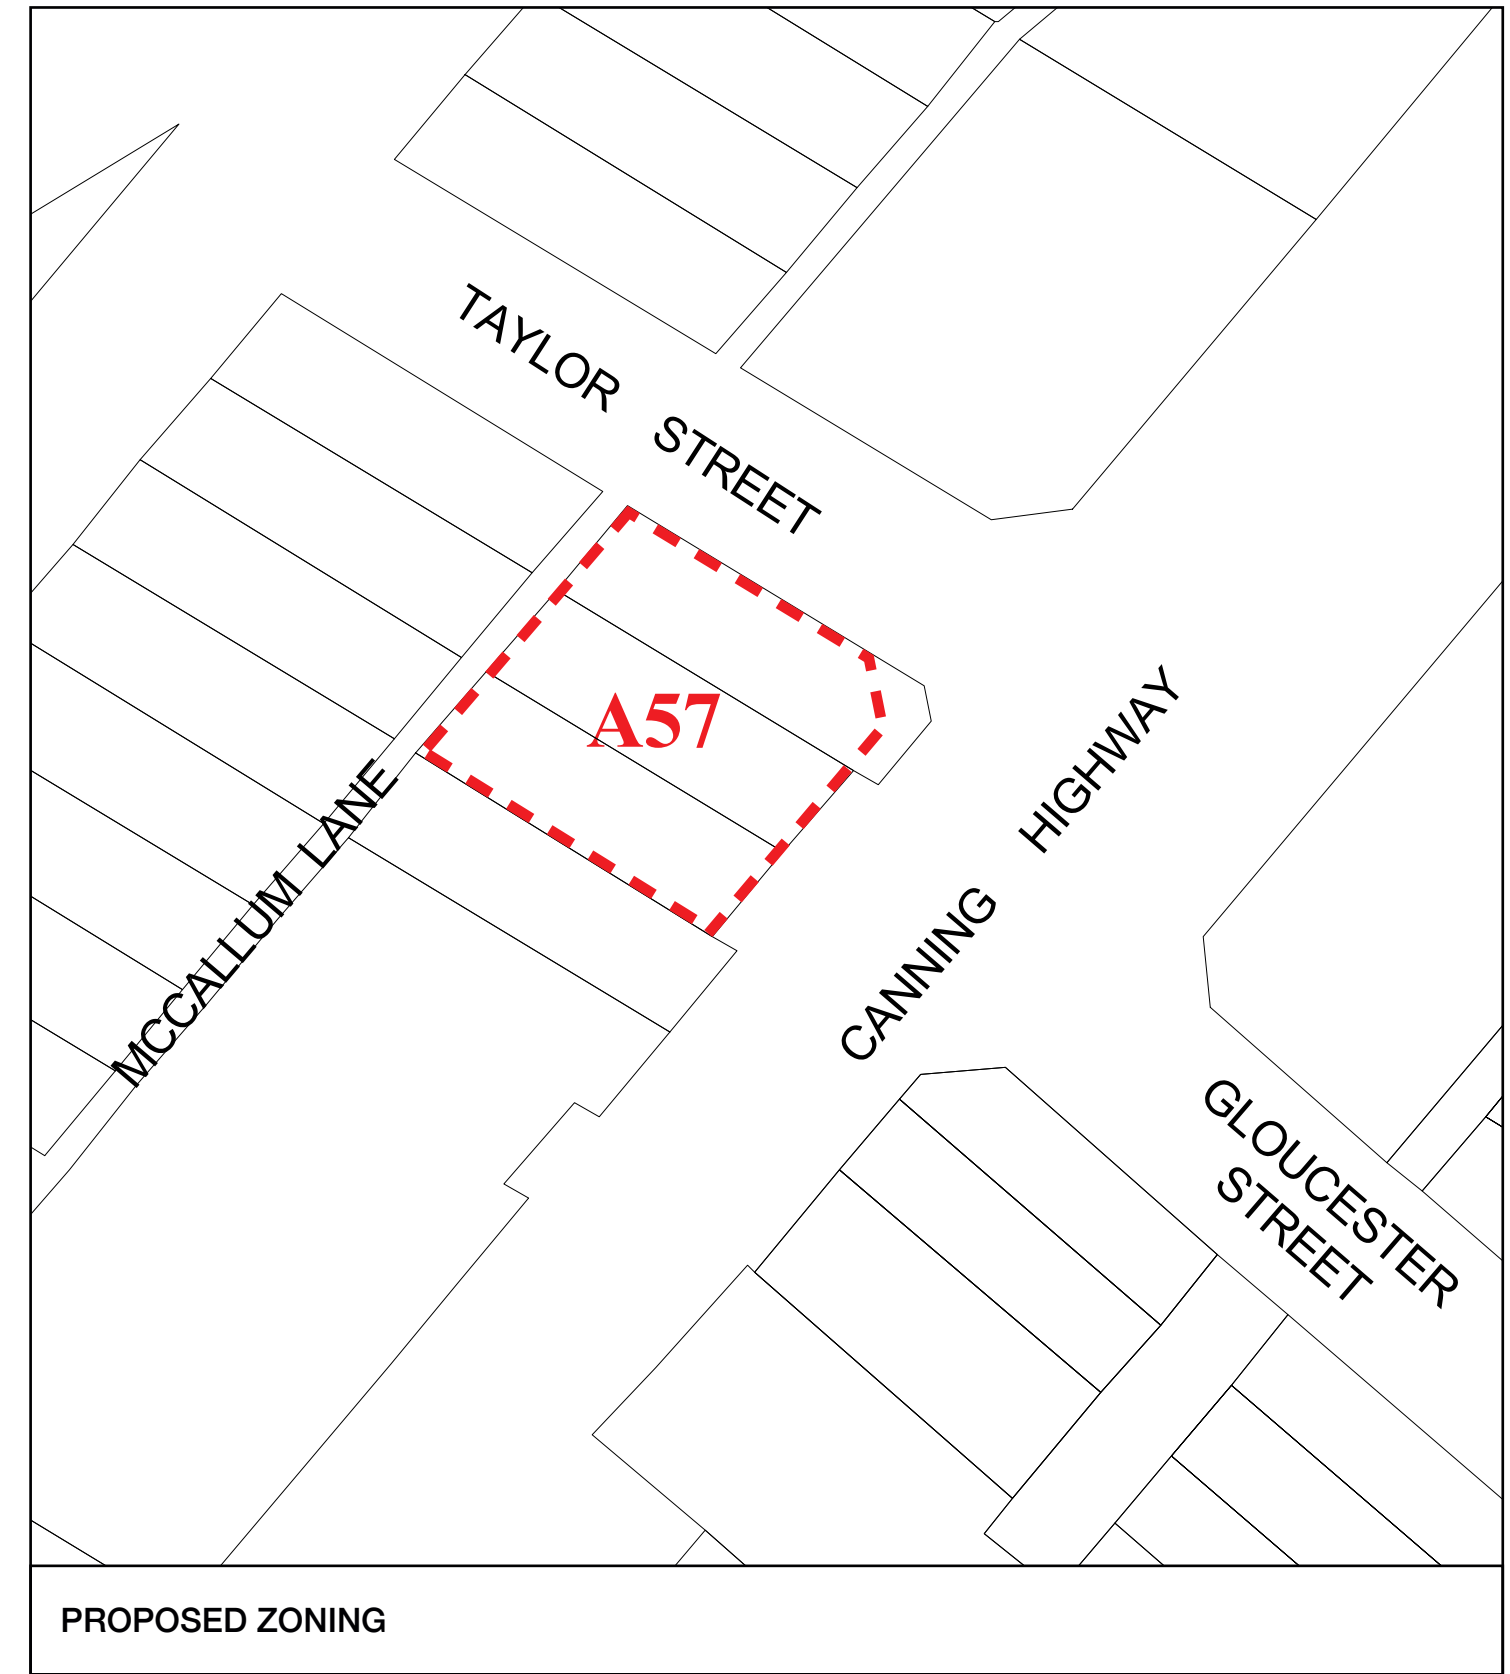 TAYLOR STREET
A57
MCCALLUM LANE
CANNING HIGHWAY
GLOUCESTER
STREET
PROPOSED ZONING